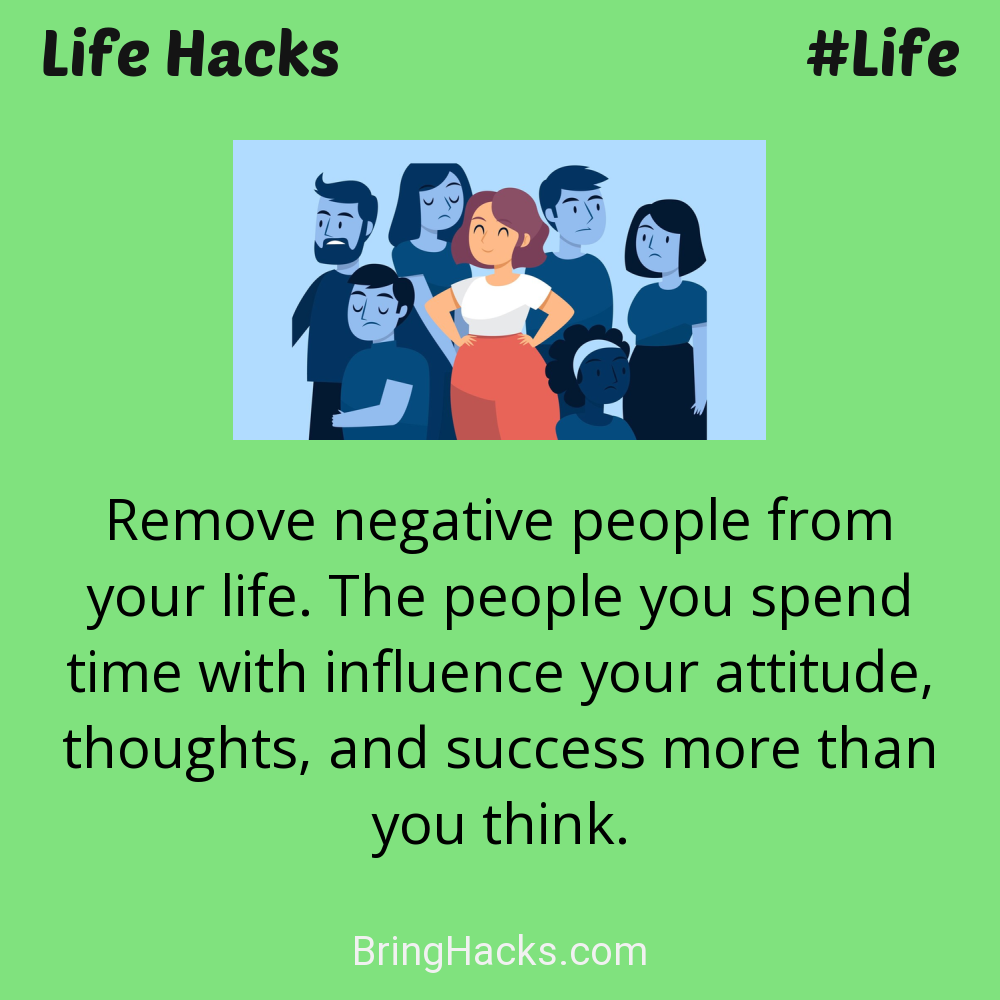 Life Hacks
#Life
Remove negative people from
your life. The people you spend
time with influence your attitude,
thoughts, and success more than
you think.
BringHacks.com